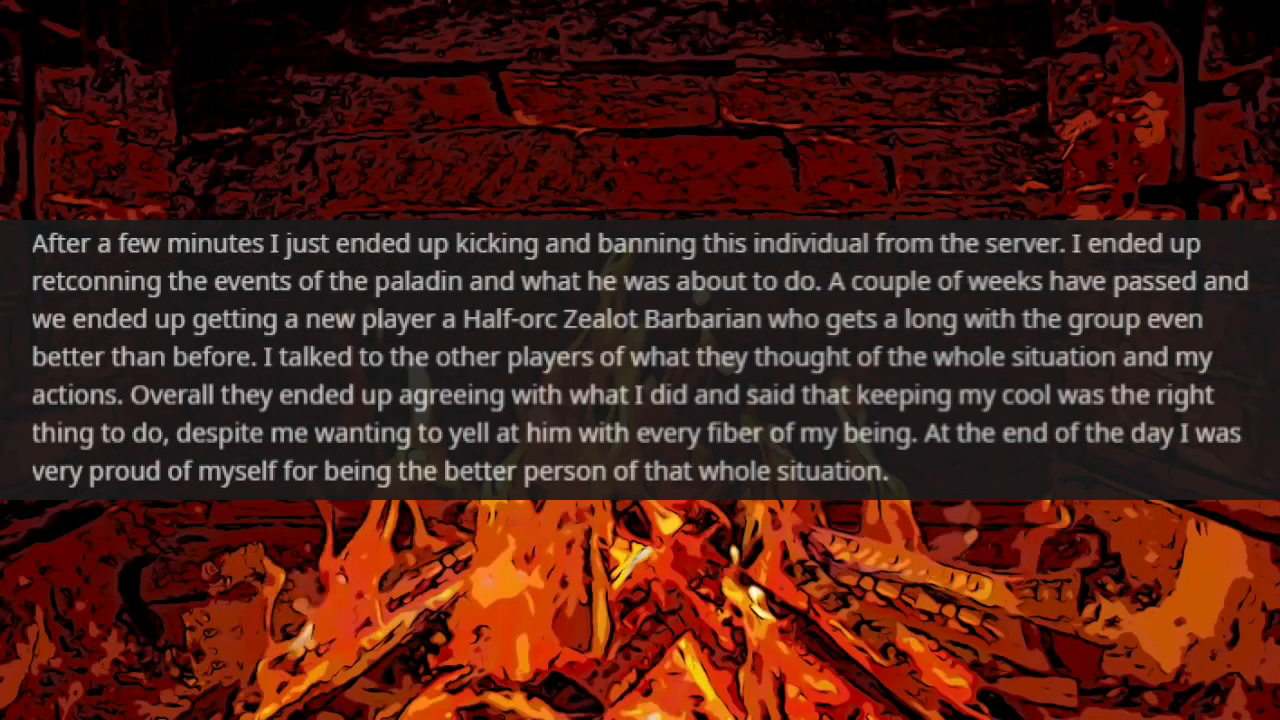 After a few minutes I just ended up kicking and banning this individual from the server. I ended up
retconning the events of the paladin and what he was about to do. A couple of weeks have passed and
we ended up getting a new player a Half-orc Zealot Barbarian who gets a long with the group even
better than before. I talked to the other players of what they thought of the whole situation and my
actions. Overall they ended up agreeing with what I did and said that keeping my cool was the right
thing to do, despite me wanting to yell at him with every fiber of my being. At the end of the day I was
very proud of myself for being the better person of that whole situation.